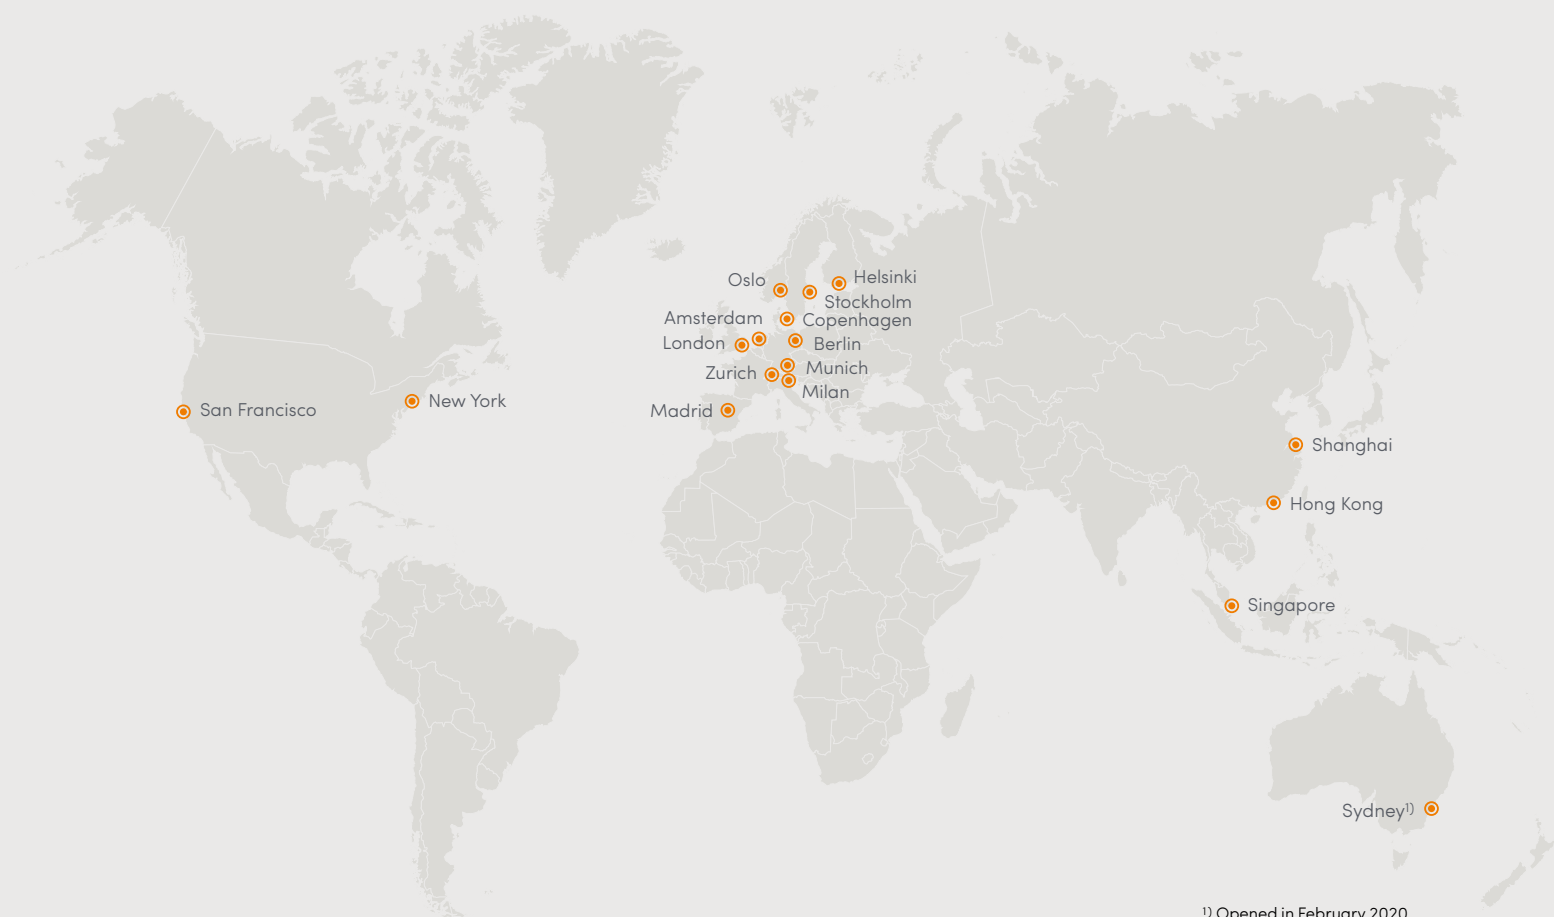 Oslo
Helsinki
Stockholm
Amsterdam
Copenhagen
London
Berlin
Zurich
Munich
Milan
San Francisco
New York
Madrid
Shanghai
Hong Kong
Singapore
Sydney¹⁾
¹⁾ Opened in February 2020